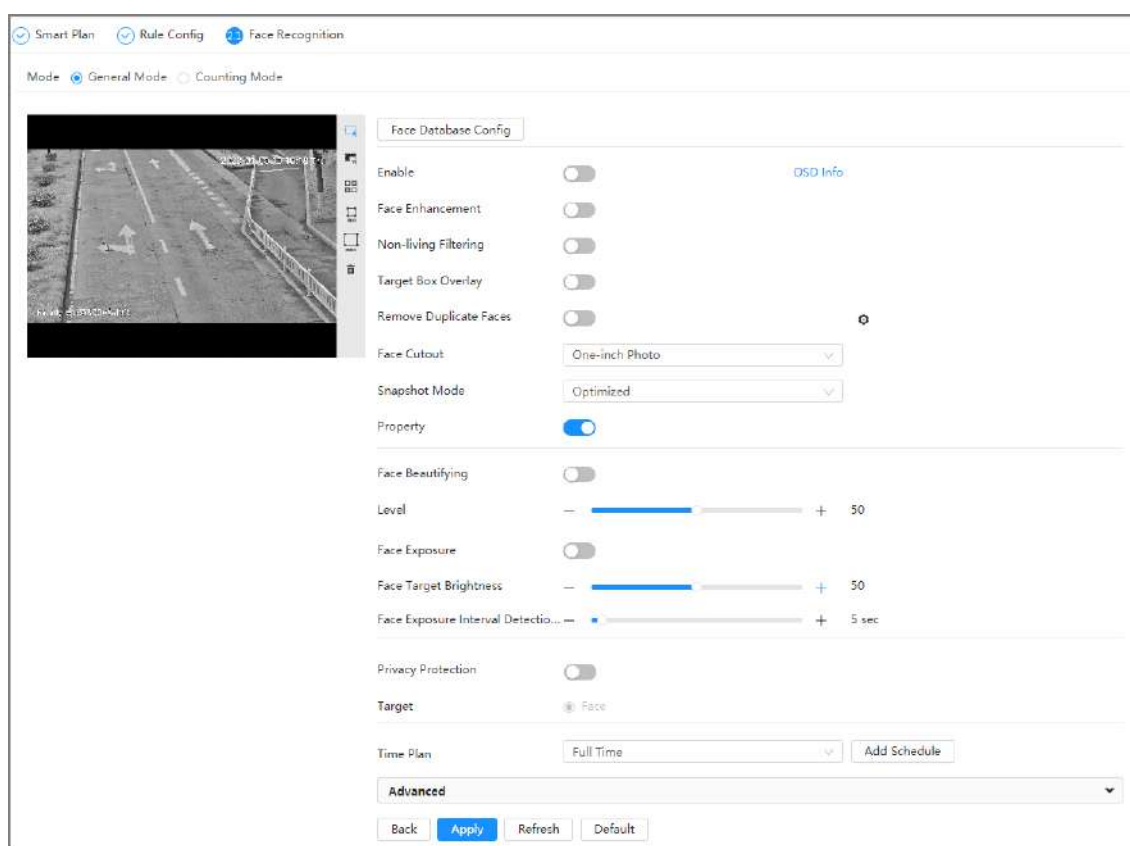 Smart Plan Rule Config Face Recognition
Mode General Mode Counting Mode
Face Database Config
Enable OSD Info
Face Enhancement
Non-living Filtering
Target Box Overlay
Remove Duplicate Faces
Face Cutout One-inch Photo
Snapshot Mode Optimized
Property
Face Beautifying
Level — + 50
Face Exposure
Face Target Brightness — + 50
Face Exposure Interval Detectio... — + 5 sec
Privacy Protection
Target Face
Time Plan Full Time Add Schedule
Advanced
Back Apply Refresh Default